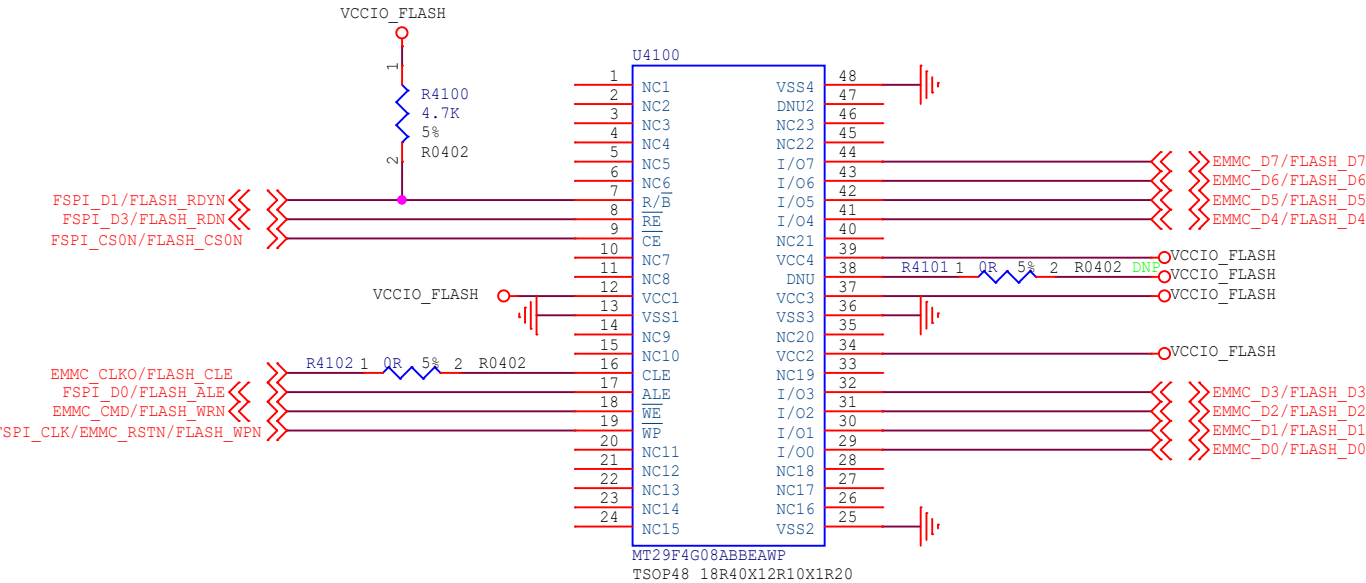 VCCIO_FLASH
U4100
1
R4100
4.7K
5%
R0402
2
1 NC1 VSS4 48
2 NC2 DNU2 47
3 NC3 NC23 46
4 NC4 NC22 45
5 NC5 I/O7 44 EMMC_D7/FLASH_D7
6 NC6 I/O6 43 EMMC_D6/FLASH_D6
FSPI_D1/FLASH_RDYN 7 R/B I/O5 42 EMMC_D5/FLASH_D5
FSPI_D3/FLASH_RDN 8 RE I/O4 41 EMMC_D4/FLASH_D4
FSPI_CS0N/FLASH_CS0N 9 CE NC21 40
10 NC7 VCC4 39 VCCIO_FLASH
11 NC8 DNU 38 R4101 1 0R 5% 2 R0402 DNP VCCIO_FLASH
VCCIO_FLASH 12 VCC1 VCC3 37 VCCIO_FLASH
13 VSS1 VSS3 36
14 NC9 NC20 35
15 NC10 VCC2 34 VCCIO_FLASH
EMMC_CLKO/FLASH_CLE R4102 1 0R 5% 2 R0402 16 CLE NC19 33
FSPI_D0/FLASH_ALE 17 ALE I/O3 32 EMMC_D3/FLASH_D3
EMMC_CMD/FLASH_WRN 18 WE I/O2 31 EMMC_D2/FLASH_D2
FSPI_CLK/EMMC_RSTN/FLASH_WPN 19 WP I/O1 30 EMMC_D1/FLASH_D1
20 NC11 I/O0 29 EMMC_D0/FLASH_D0
21 NC12 NC18 28
22 NC13 NC17 27
23 NC14 NC16 26
24 NC15 VSS2 25
MT29F4G08ABBEAWP
TSOP48 18R40X12R10X1R20